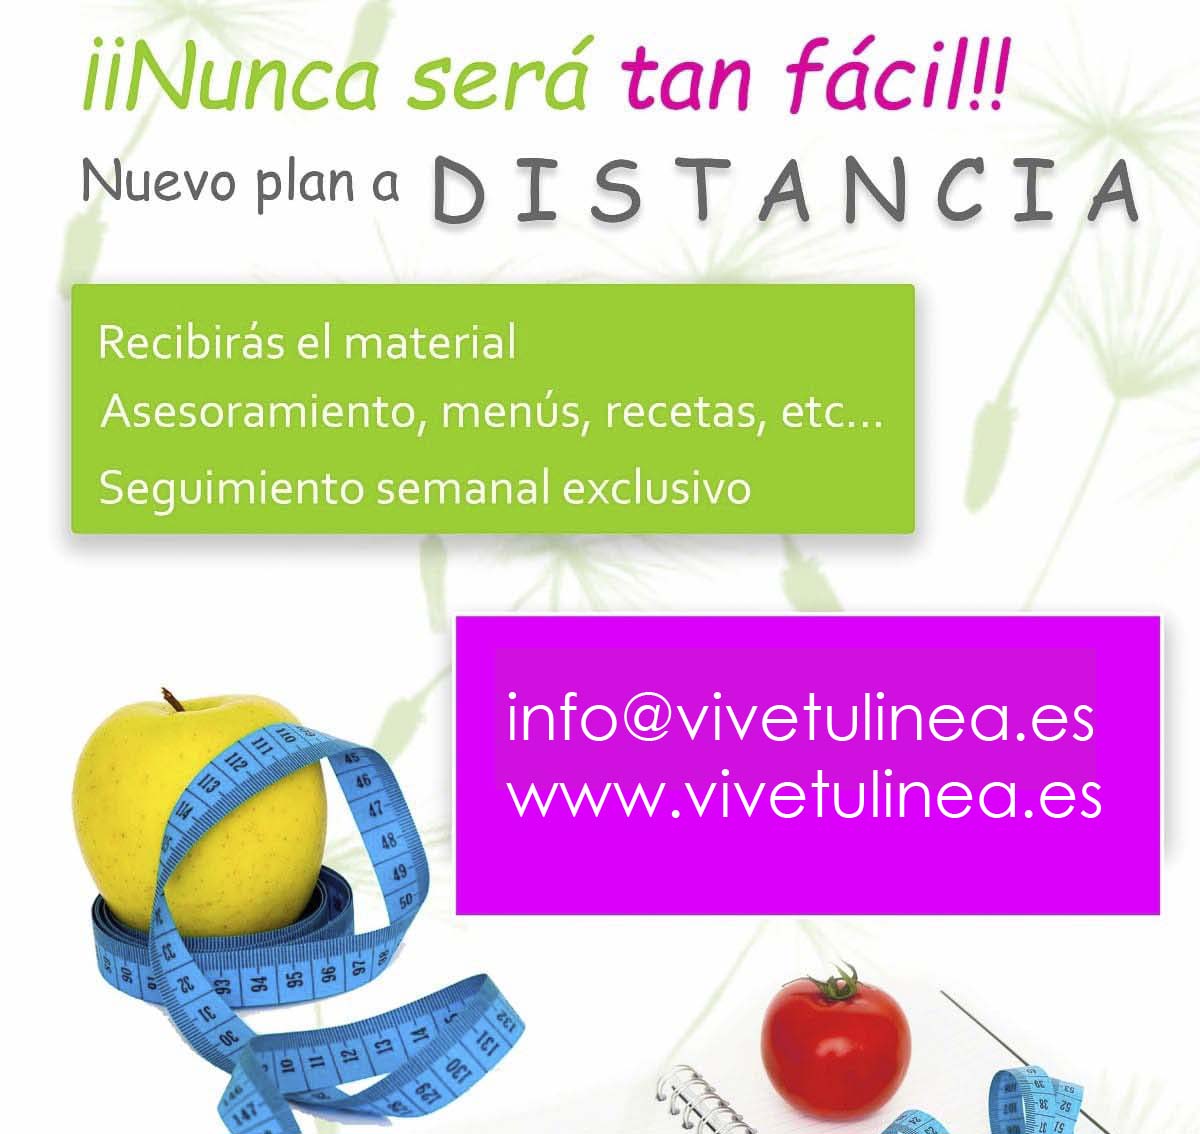 ¡¡Nunca será tan fácil!!
Nuevo plan a DISTANCIA
Recibirás el material
Asesoramiento, menús, recetas, etc...
Seguimiento semanal exclusivo
info@vivetulinea.es
www.vivetulinea.es